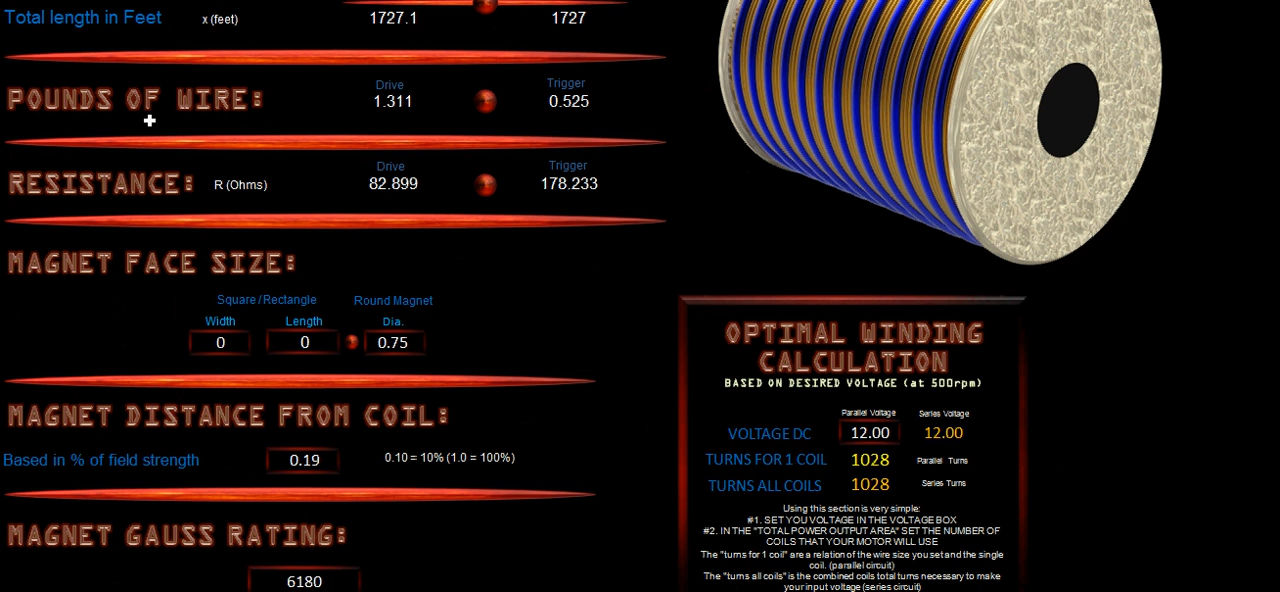 Total length in Feet x (feet) 1727.1 1727
Drive Trigger
POUNDS OF WIRE: 1.311 0.525
Drive Trigger
RESISTANCE: R (Ohms) 82.899 178.233
MAGNET FACE SIZE:
Square/Rectangle Round Magnet
Width Length Dia.
0 0 0.75
MAGNET DISTANCE FROM COIL:
Based in % of field strength 0.19 0.10 = 10% (1.0 = 100%)
MAGNET GAUSS RATING:
6180
OPTIMAL WINDING
CALCULATION
BASED ON DESIRED VOLTAGE (at 500rpm)
Parallel Voltage Series Voltage
VOLTAGE DC 12.00 12.00
TURNS FOR 1 COIL 1028 Parallel Turns
TURNS ALL COILS 1028 Series Turns
Using this section is very simple:
#1. SET YOU VOLTAGE IN THE VOLTAGE BOX
#2. IN THE "TOTAL POWER OUTPUT AREA" SET THE NUMBER OF
COILS THAT YOUR MOTOR WILL USE
The "turns for 1 coil" are a relation of the wire size you set and the single
coil. (parallel circuit)
The "turns all coils" is the combined coils total turns necessary to make
your input voltage (series circuit)